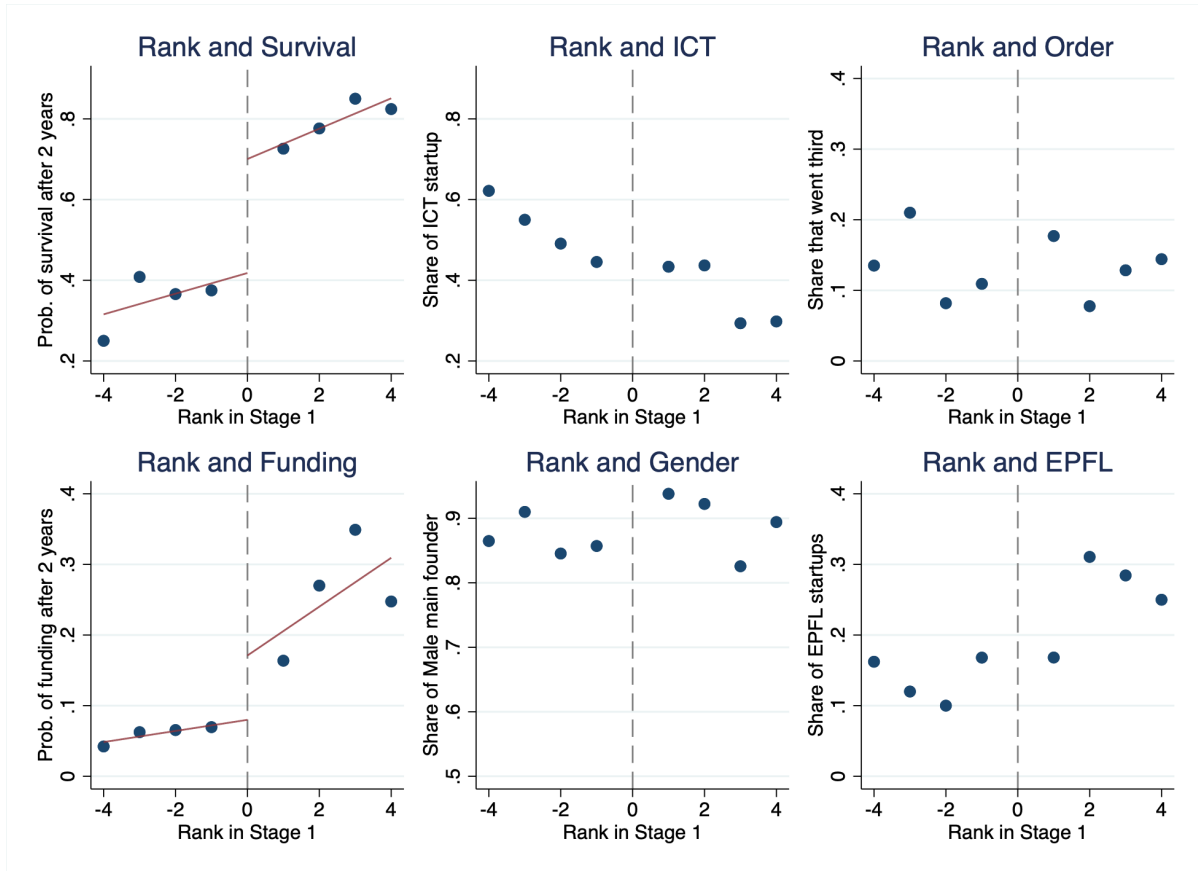 Rank and Survival
Prob. of survival after 2 years
.8
.6
.4
.2
-4 -2 0 2 4
Rank in Stage 1
Rank and ICT
Share of ICT startup
.8
.6
.4
.2
-4 -2 0 2 4
Rank in Stage 1
Rank and Order
Share that went third
.4
.3
.2
.1
0
-4 -2 0 2 4
Rank in Stage 1
Rank and Funding
Prob. of funding after 2 years
.4
.3
.2
.1
0
-4 -2 0 2 4
Rank in Stage 1
Rank and Gender
Share of Male main founder
.9
.8
.7
.6
.5
-4 -2 0 2 4
Rank in Stage 1
Rank and EPFL
Share of EPFL startups
.4
.3
.2
.1
0
-4 -2 0 2 4
Rank in Stage 1